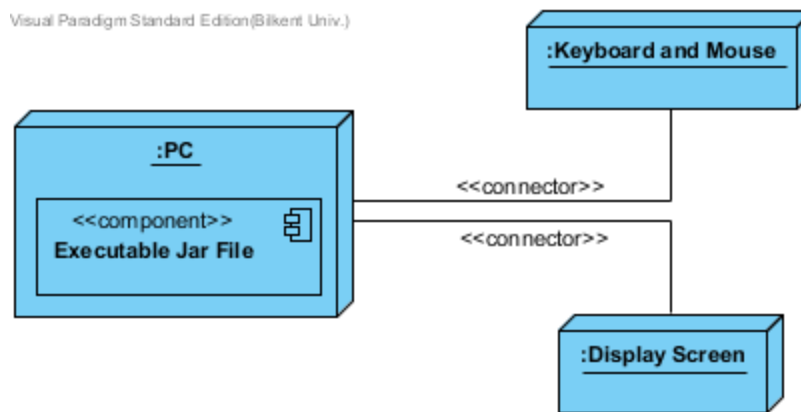 Visual Paradigm Standard Edition(Bilkent Univ.)
:Keyboard and Mouse
:PC
<<connector>>
<<component>>
Executable Jar File
<<connector>>
:Display Screen